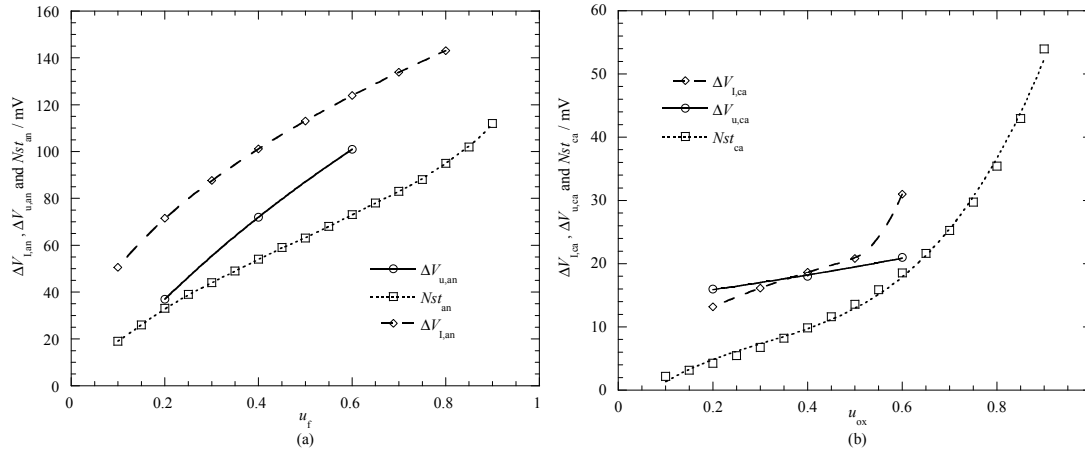 160
140
120
100
80
60
40
20
0
ΔV_I,an , ΔV_u,an and Nst_an / mV
ΔV_u,an
Nst_an
ΔV_I,an
0 0.2 0.4 0.6 0.8 1
u_f
(a)
60
50
40
30
20
10
0
ΔV_I,ca , ΔV_u,ca and Nst_ca / mV
ΔV_I,ca
ΔV_u,ca
Nst_ca
0 0.2 0.4 0.6 0.8
u_ox
(b)